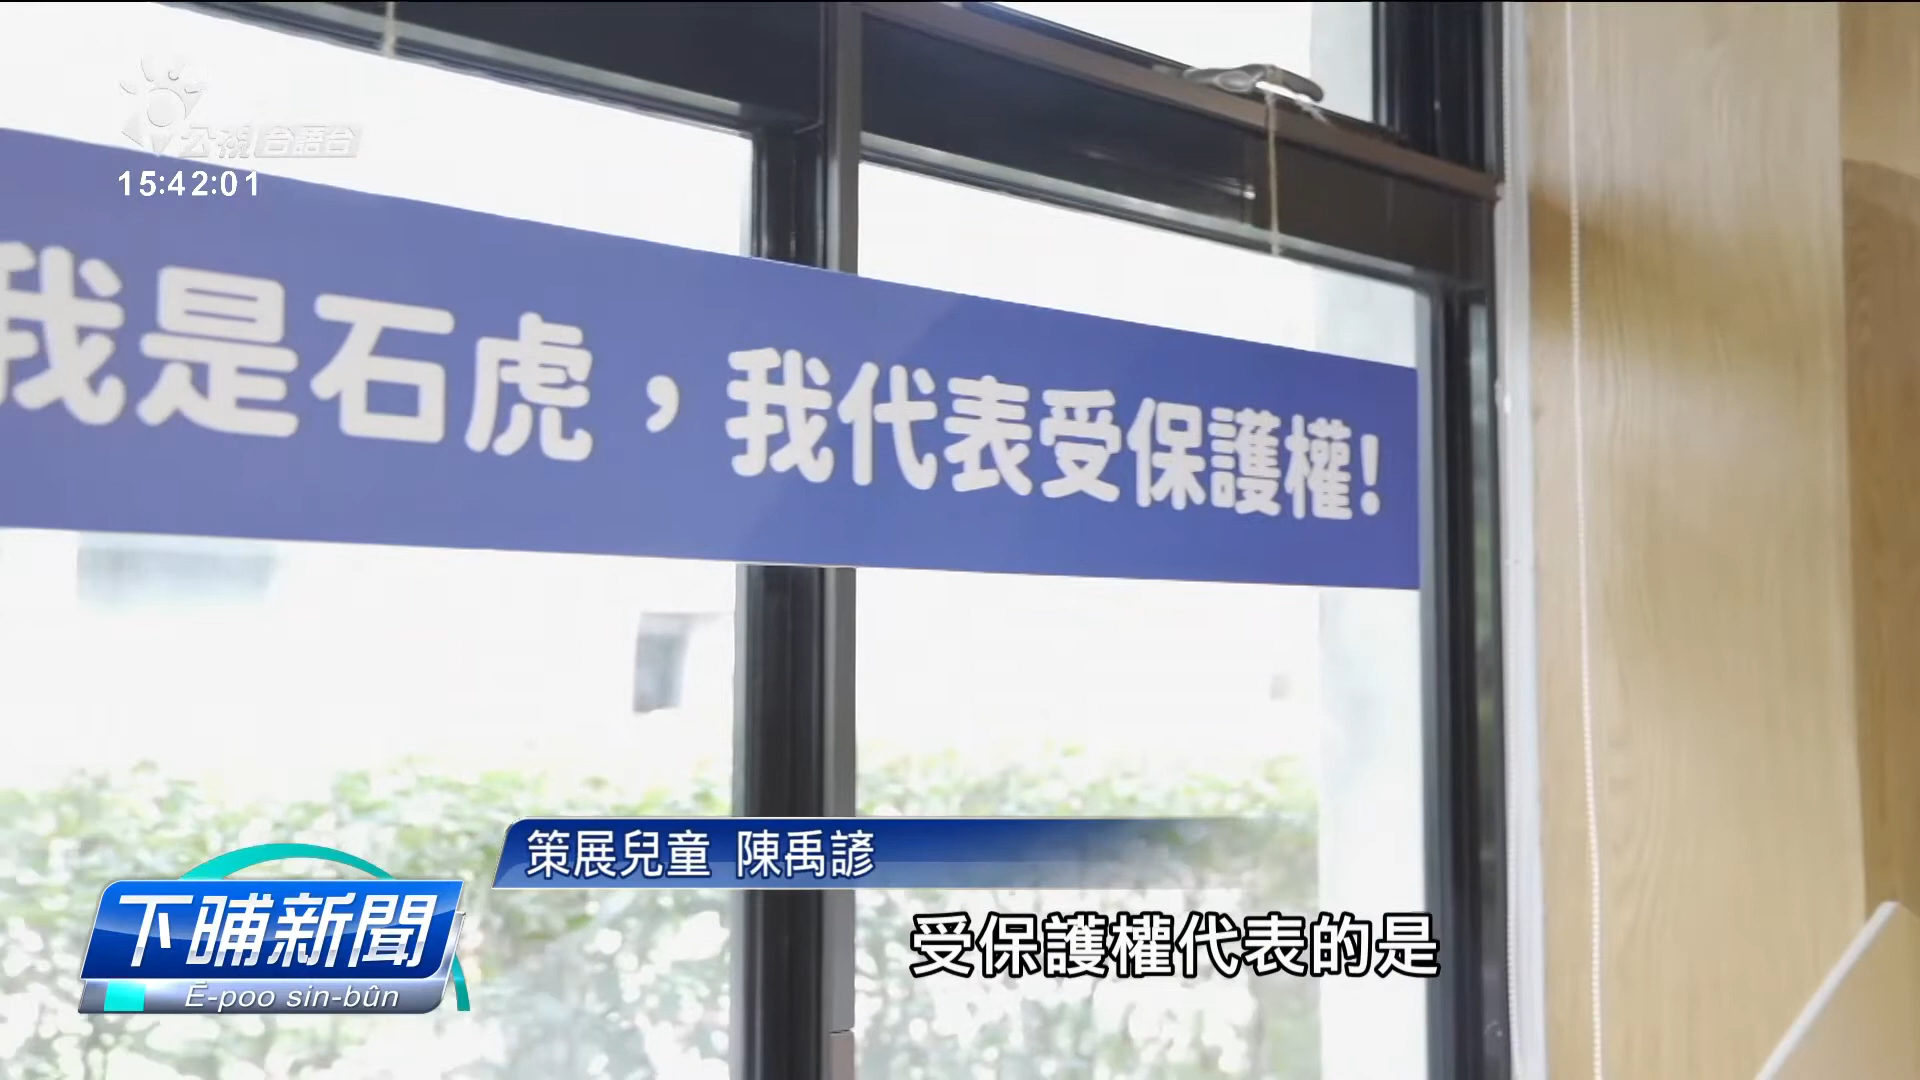 公視台語台
15:42:01
我是石虎，我代表受保護權!
策展兒童 陳禹諺
受保護權代表的是
下晡新聞
Ē-poo sin-bûn